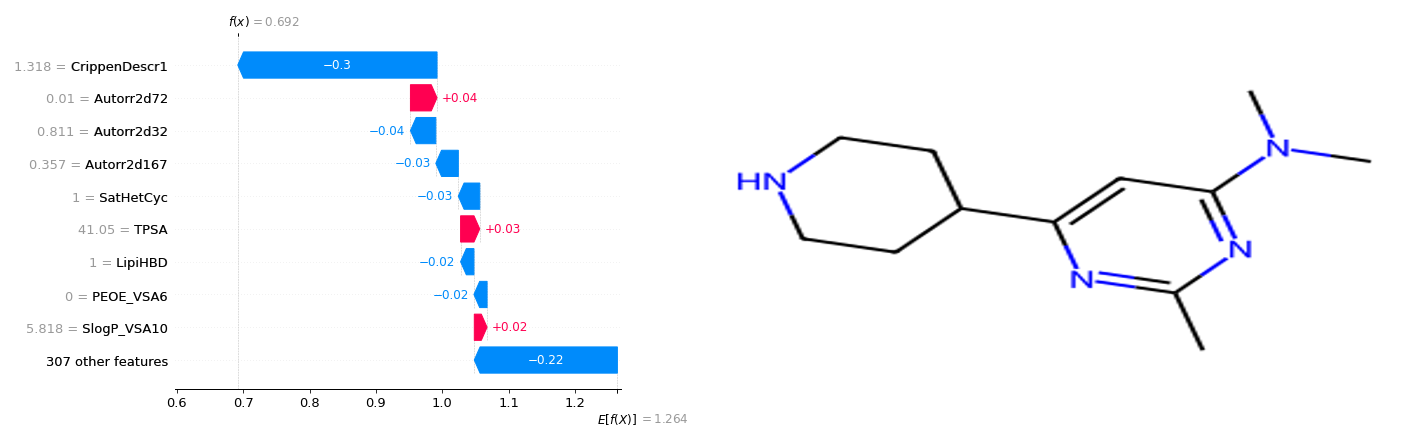 f(x) = 0.692
1.318 = CrippenDescr1
−0.3
0.01 = Autorr2d72
+0.04
0.811 = Autorr2d32
−0.04
0.357 = Autorr2d167
−0.03
1 = SatHetCyc
−0.03
41.05 = TPSA
+0.03
1 = LipiHBD
−0.02
0 = PEOE_VSA6
−0.02
5.818 = SlogP_VSA10
+0.02
307 other features
−0.22
0.6 0.7 0.8 0.9 1.0 1.1 1.2
E[f(X)] = 1.264
N
HN
N
N